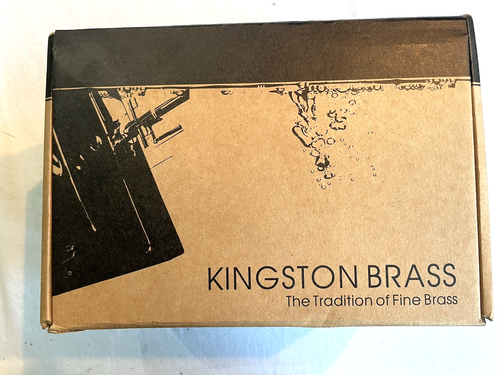 KINGSTON BRASS
The Tradition of Fine Brass